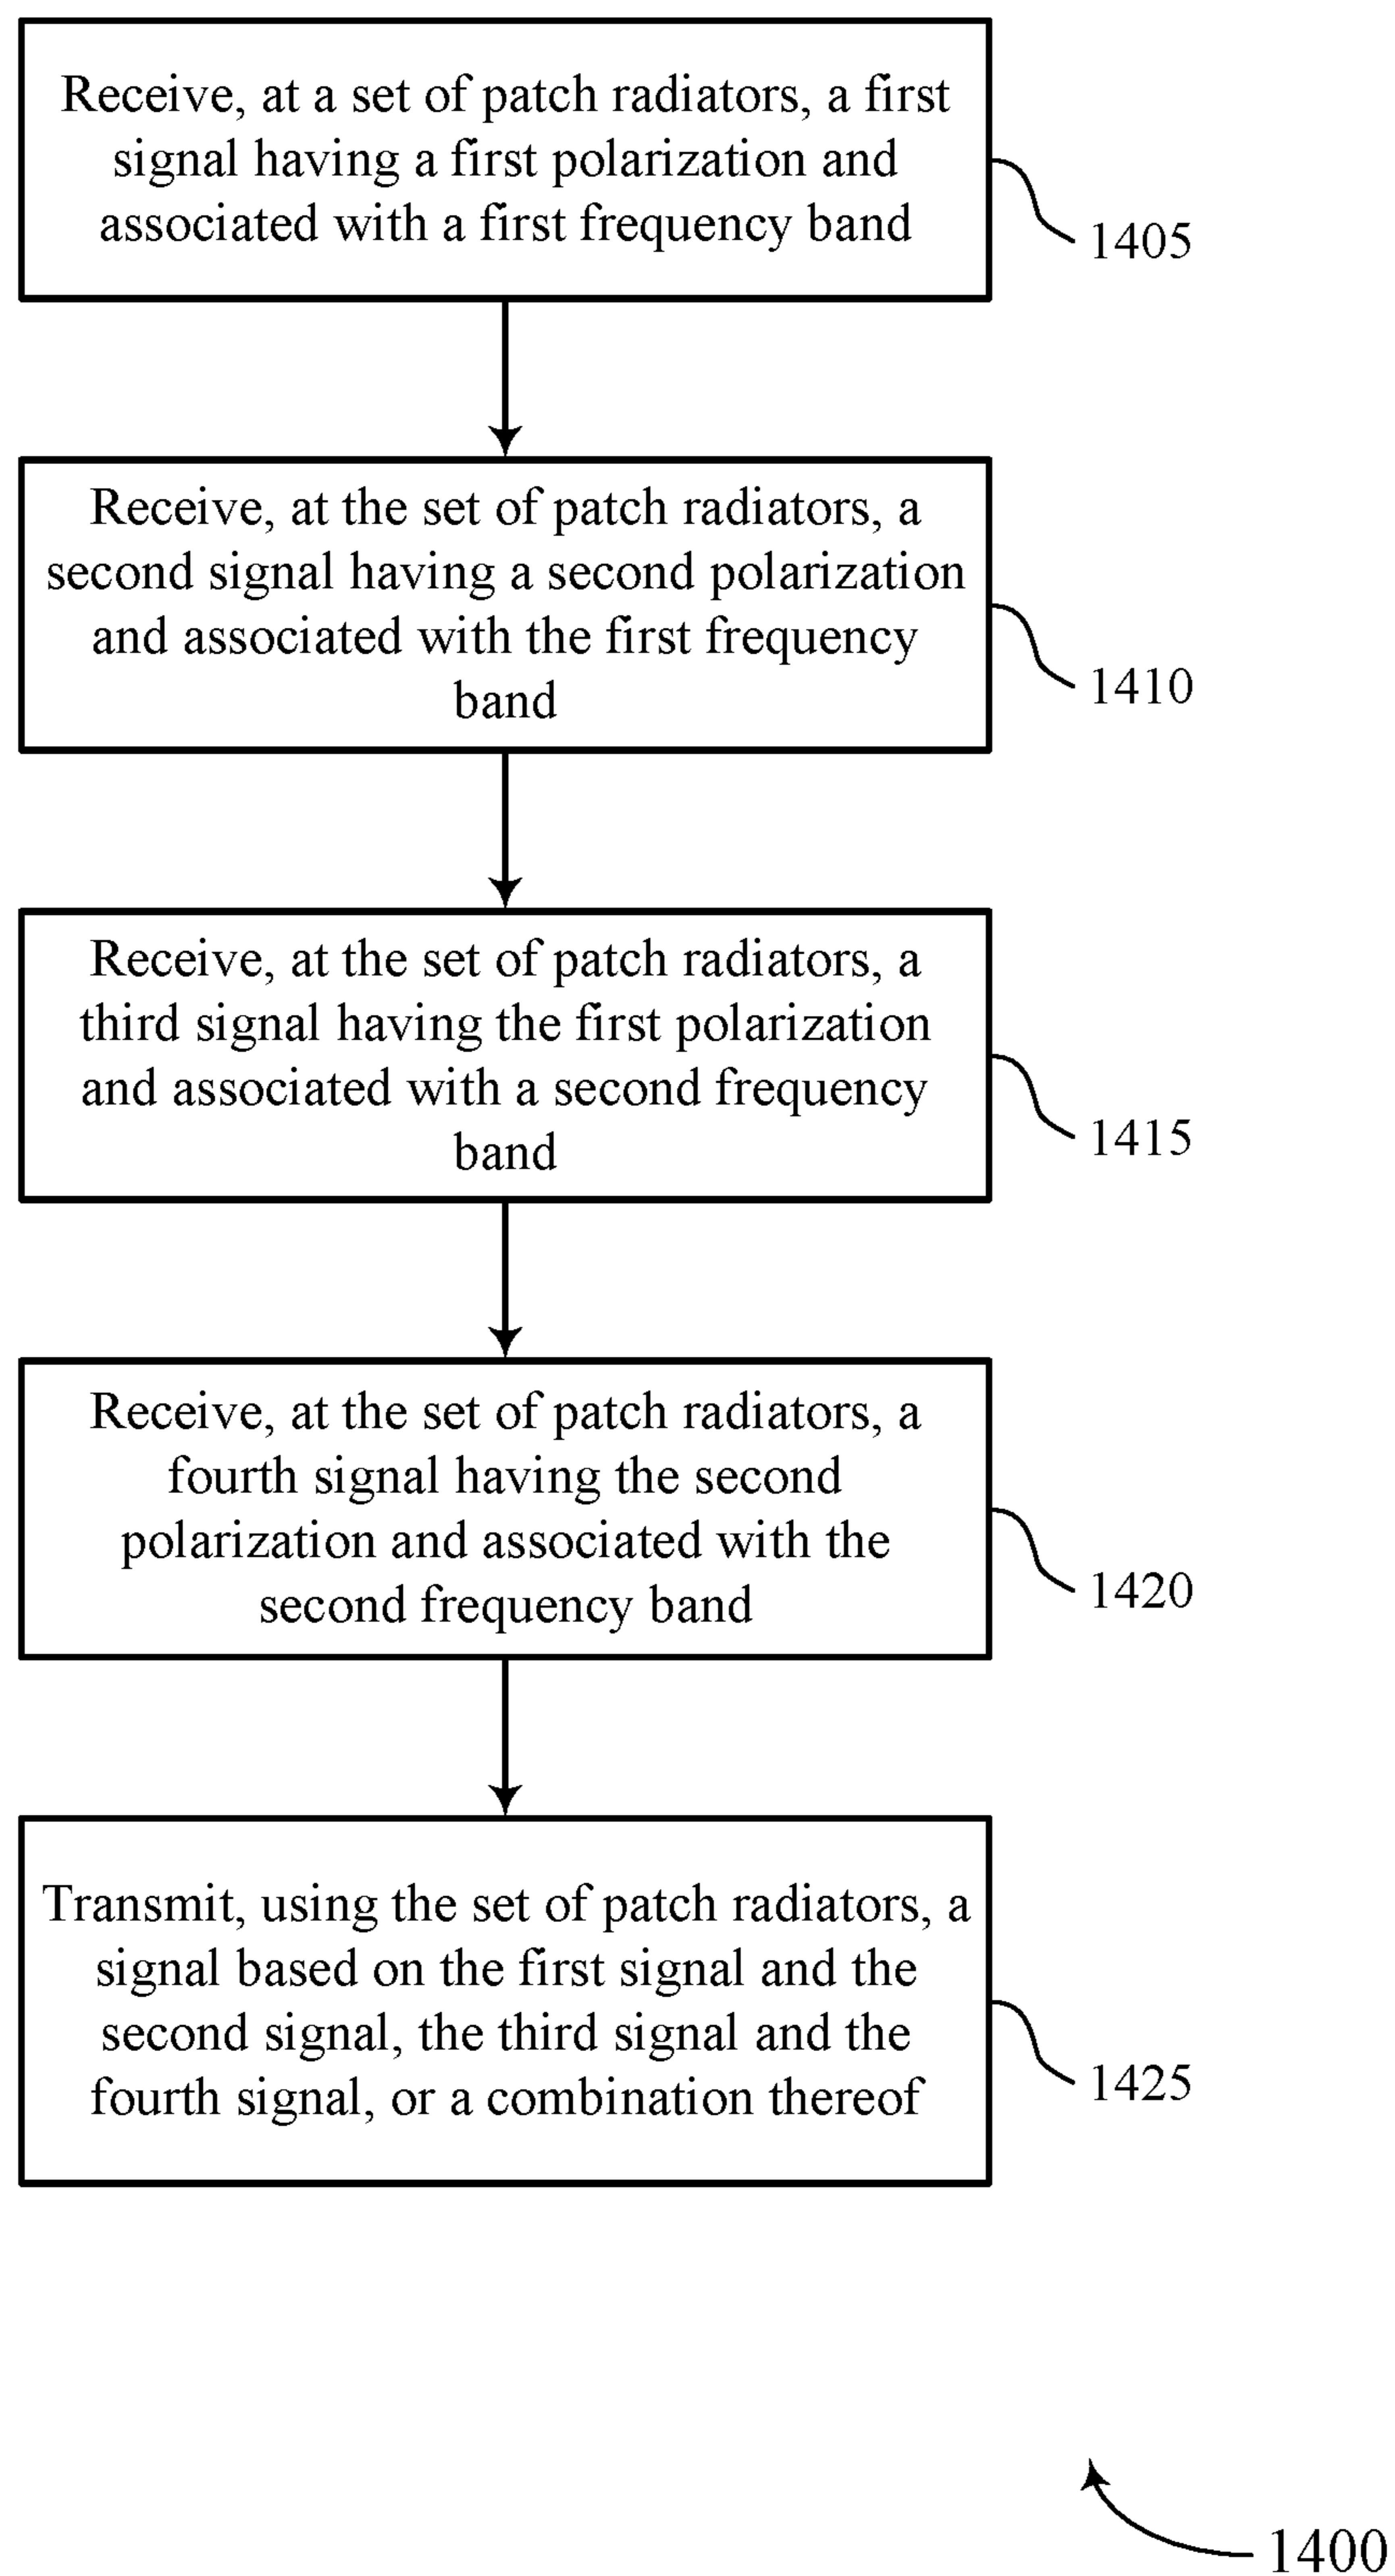 Receive, at a set of patch radiators, a first
signal having a first polarization and
associated with a first frequency band
1405
Receive, at the set of patch radiators, a
second signal having a second polarization
and associated with the first frequency
band
1410
Receive, at the set of patch radiators, a
third signal having the first polarization
and associated with a second frequency
band
1415
Receive, at the set of patch radiators, a
fourth signal having the second
polarization and associated with the
second frequency band
1420
Transmit, using the set of patch radiators, a
signal based on the first signal and the
second signal, the third signal and the
fourth signal, or a combination thereof
1425
1400